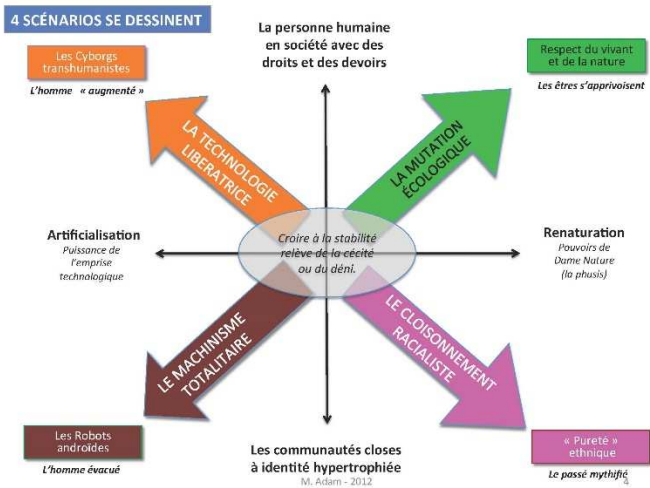 4 SCÉNARIOS SE DESSINENT
La personne humaine
en société avec des
droits et des devoirs
Les Cyborgs
transhumanistes
L'homme « augmenté »
Respect du vivant
et de la nature
Les êtres s'apprivoisent
LA TECHNOLOGIE
LIBERATRICE
LA MUTATION
ÉCOLOGIQUE
Artificialisation
Puissance de
l'emprise
technologique
Croire à la stabilité
relève de la cécité
ou du déni.
Renaturation
Pouvoirs de
Dame Nature
(la phusis)
LE MACHINISME
TOTALITAIRE
LE CLOISONNEMENT
RACIALISTE
Les Robots
androïdes
L'homme évacué
Les communautés closes
à identité hypertrophiée
M. Adam - 2012
« Pureté »
ethnique
Le passé mythifié
4